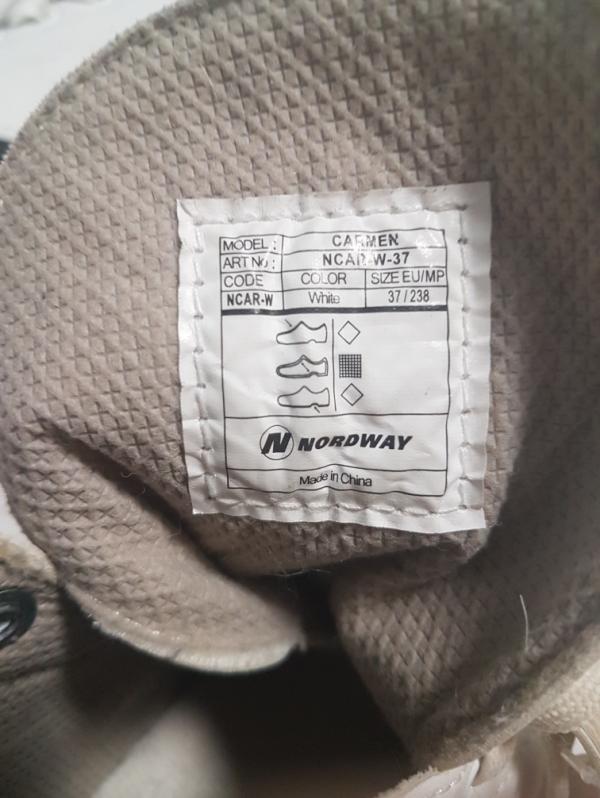 MODEL : CARMEN
ART No : NCAR-W-37
CODE COLOR SIZE EU/MP
NCAR-W White 37 / 238
N NORDWAY
Made in China